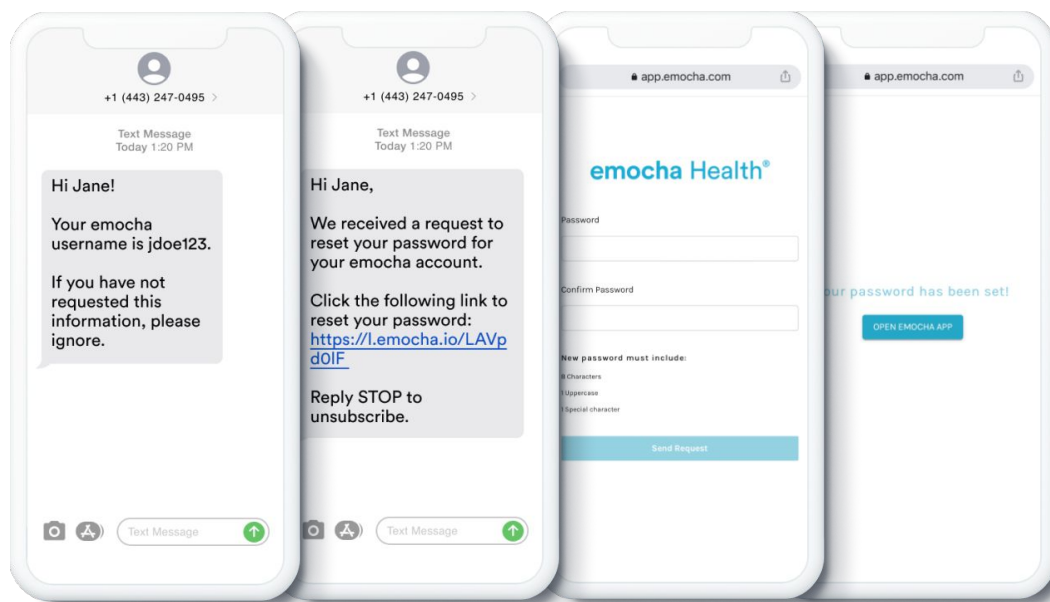 +1 (443) 247-0495 >
Text Message
Today 1:20 PM
Hi Jane!
Your emocha
username is jdoe123.
If you have not
requested this
information, please
ignore.
Text Message
+1 (443) 247-0495 >
Text Message
Today 1:20 PM
Hi Jane,
We received a request to
reset your password for
your emocha account.
Click the following link to
reset your password:
https://l.emocha.io/LAVp
d0lF
Reply STOP to
unsubscribe.
Text Message
app.emocha.com
emocha Health®
Password
Confirm Password
New password must include:
8 Characters
1 Uppercase
1 Special character
Send Request
app.emocha.com
our password has been set!
OPEN EMOCHA APP